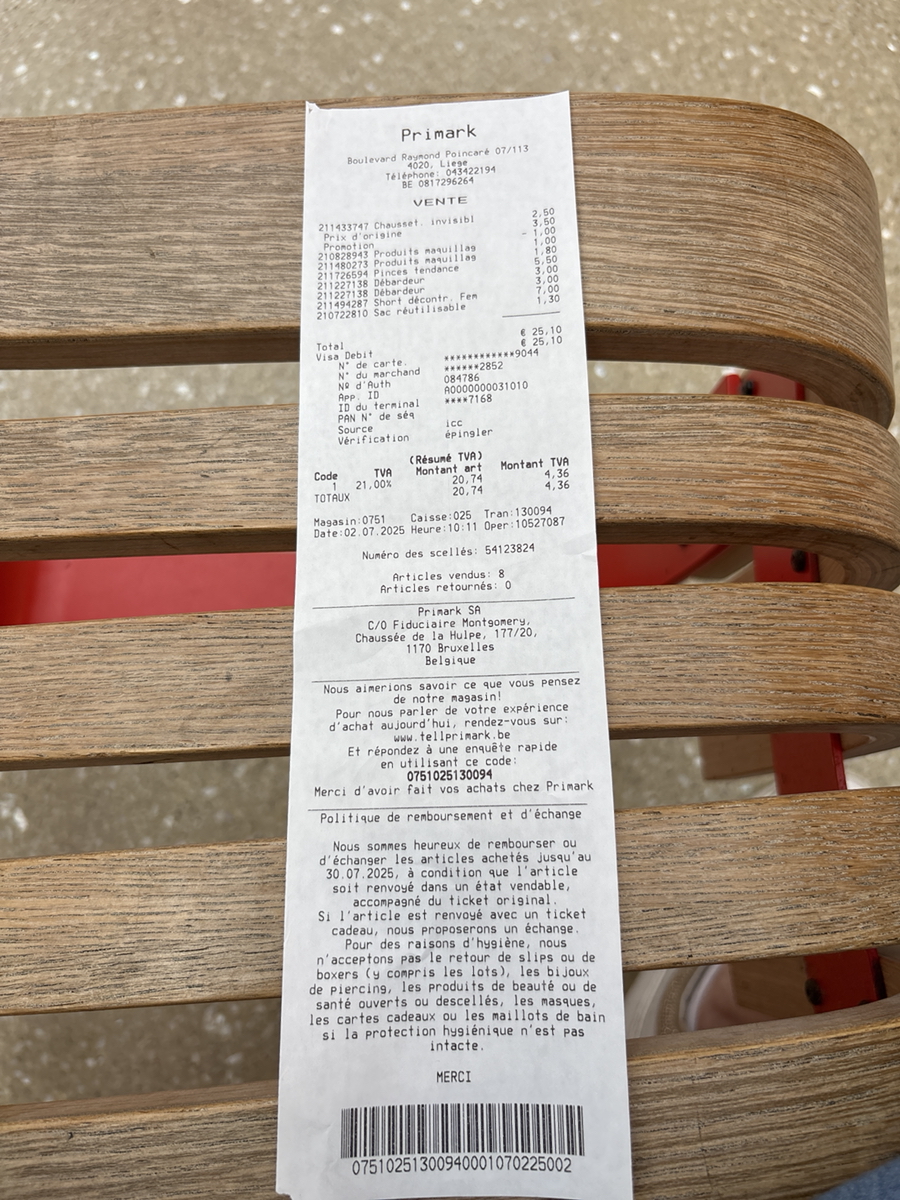 Primark
Boulevard Raymond Poincaré 07/113
4020, Liege
Téléphone: 043422194
BE 0817296264
VENTE
211433747 Chausset. invisibl 2,50
Prix d'origine 3,50
Promotion - 1,00
210828943 Produits maquillag 1,00
211480273 Produits maquillag 1,80
211726594 Pinces tendance 5,50
211227138 Débardeur 3,00
211227138 Débardeur 3,00
211494287 Short décontr. Fem 7,00
210722810 Sac réutilisable 1,30
Total € 25,10
Visa Debit € 25,10
N° de carte. ************9044
N° du marchand ******2852
Nº d'Auth 084786
App. ID A0000000031010
ID du terminal ****7168
PAN N° de séq
Source icc
Vérification épingler
(Résumé TVA)
Code TVA Montant art Montant TVA
1 21,00% 20,74 4,36
TOTAUX 20,74 4,36
Magasin:0751 Caisse:025 Tran:130094
Date:02.07.2025 Heure:10:11 Oper:10527087
Numéro des scellés: 54123824
Articles vendus: 8
Articles retournés: 0
Primark SA
C/O Fiduciaire Montgomery,
Chaussée de la Hulpe, 177/20,
1170 Bruxelles
Belgique
Nous aimerions savoir ce que vous pensez
de notre magasin!
Pour nous parler de votre expérience
d'achat aujourd'hui, rendez-vous sur:
www.tellprimark.be
Et répondez à une enquête rapide
en utilisant ce code:
0751025130094
Merci d'avoir fait vos achats chez Primark
Politique de remboursement et d'échange
Nous sommes heureux de rembourser ou
d'échanger les articles achetés jusqu'au
30.07.2025, à condition que l'article
soit renvoyé dans un état vendable,
accompagné du ticket original.
Si l'article est renvoyé avec un ticket
cadeau, nous proposerons un échange.
Pour des raisons d'hygiène, nous
n'acceptons pas le retour de slips ou de
boxers (y compris les lots), les bijoux
de piercing, les produits de beauté ou de
santé ouverts ou descellés, les masques,
les cartes cadeaux ou les maillots de bain
si la protection hygiénique n'est pas
intacte.
MERCI
07510251300940001070225002